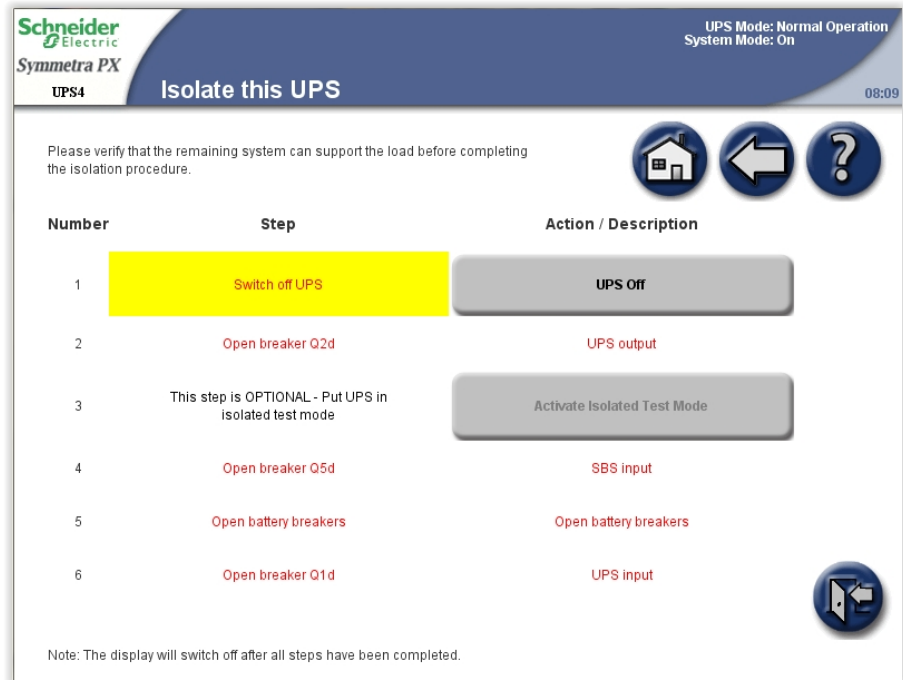 Schneider
Electric
UPS Mode: Normal Operation
System Mode: On
Symmetra PX
UPS4
Isolate this UPS
08:09
Please verify that the remaining system can support the load before completing
the isolation procedure.
?
Number Step Action / Description
1 Switch off UPS UPS Off
2 Open breaker Q2d UPS output
3 This step is OPTIONAL - Put UPS in
isolated test mode Activate Isolated Test Mode
4 Open breaker Q5d SBS input
5 Open battery breakers Open battery breakers
6 Open breaker Q1d UPS input
Note: The display will switch off after all steps have been completed.